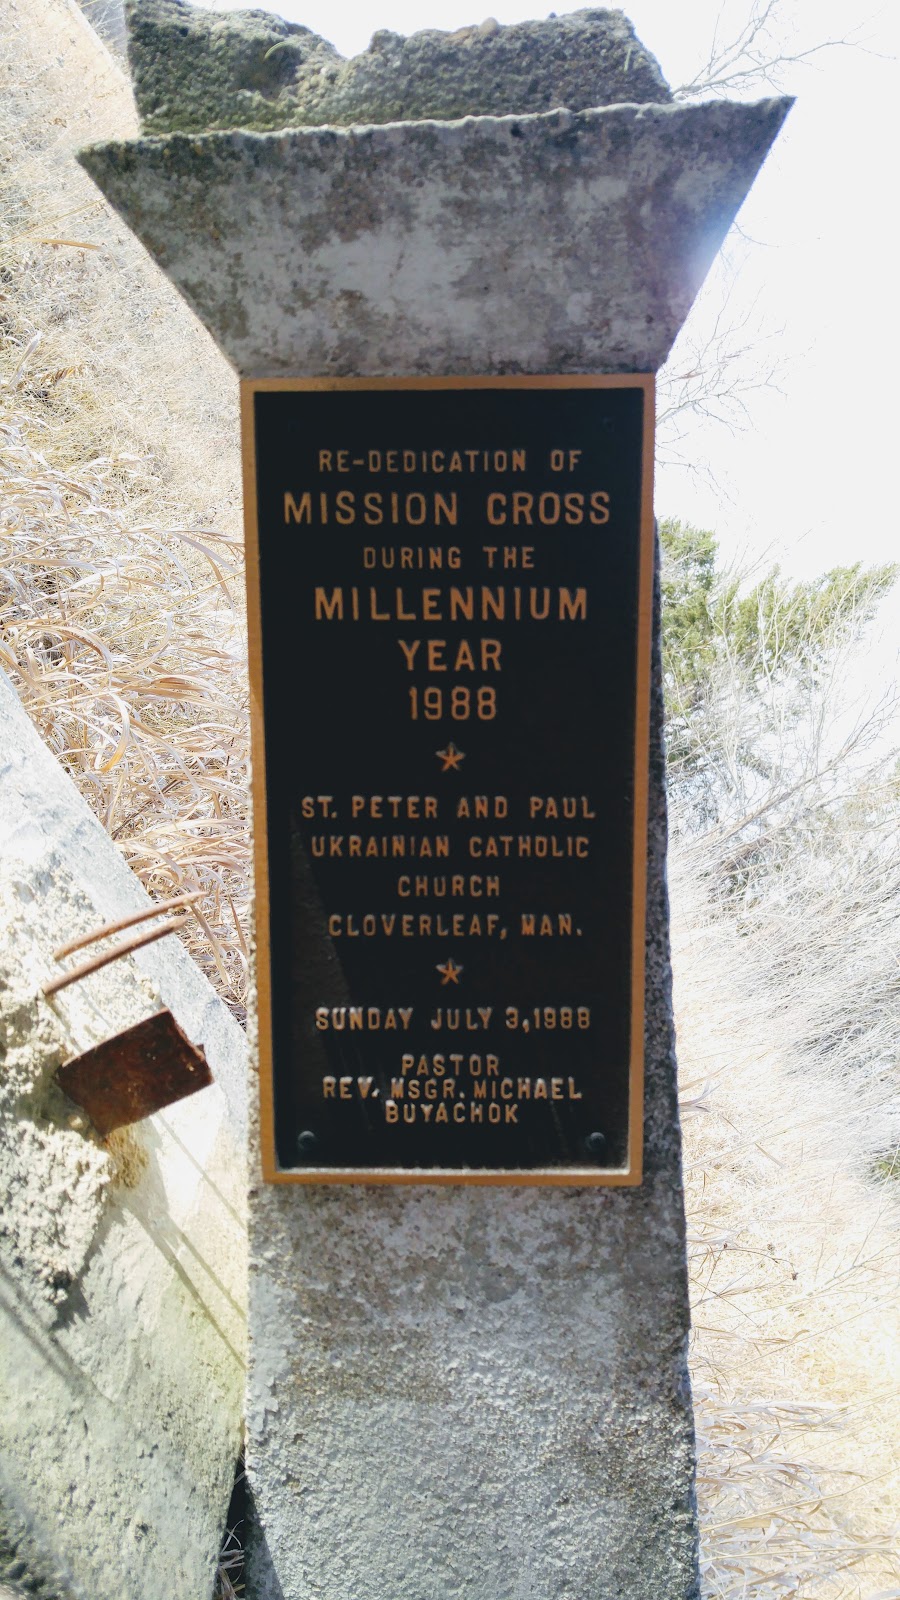 RE-DEDICATION OF
MISSION CROSS
DURING THE
MILLENNIUM
YEAR
1988
ST. PETER AND PAUL
UKRAINIAN CATHOLIC
CHURCH
CLOVERLEAF, MAN.
SUNDAY JULY 3, 1988
PASTOR
REV. MSGR. MICHAEL
BUYACHOK